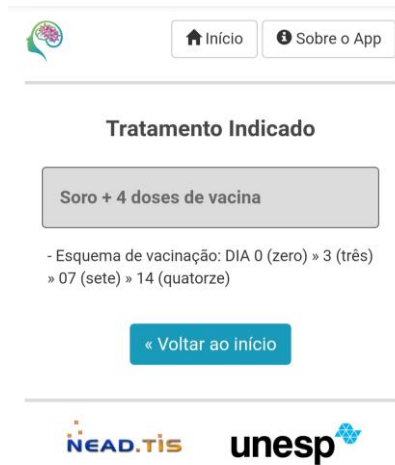 Início
Sobre o App
Tratamento Indicado
Soro + 4 doses de vacina
- Esquema de vacinação: DIA 0 (zero) » 3 (três)
» 07 (sete) » 14 (quatorze)
« Voltar ao início
NEAD.TIS
unesp